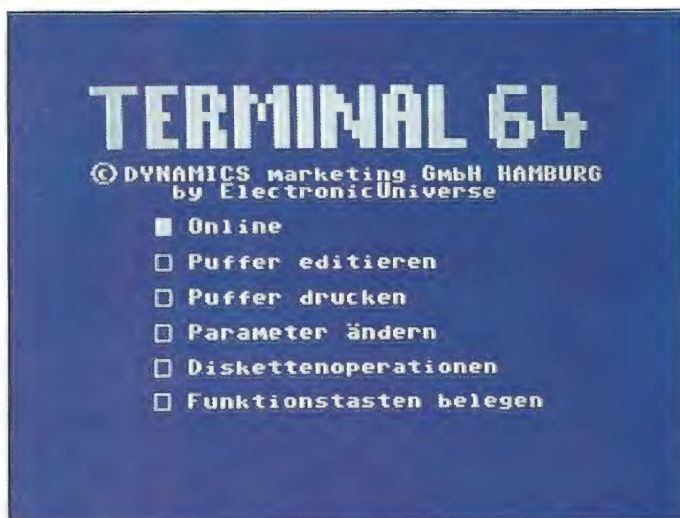 TERMINAL 64
© DYNAMICS marketing GmbH HAMBURG
by ElectronicUniverse
Online
Puffer editieren
Puffer drucken
Parameter ändern
Diskettenoperationen
Funktionstasten belegen